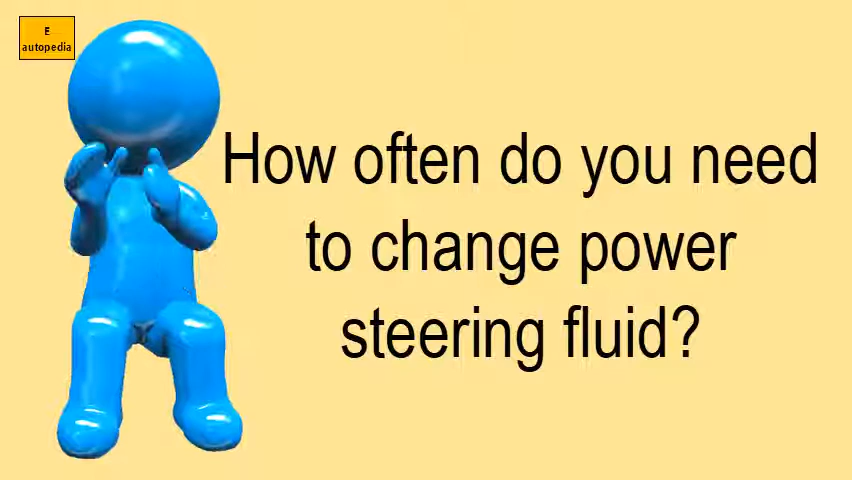 E
autopedia
How often do you need
to change power
steering fluid?